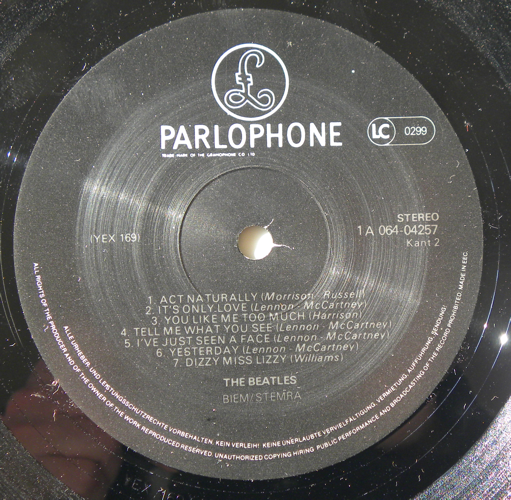 £
PARLOPHONE
TRADE MARK OF THE GRAMOPHONE CO LTD
LC 0299
STEREO
1A 064-04257
Kant 2
(YEX 169)
1. ACT NATURALLY (Morrison - Russell)
2. IT'S ONLY LOVE (Lennon - McCartney)
3. YOU LIKE ME TOO MUCH (Harrison)
4. TELL ME WHAT YOU SEE (Lennon - McCartney)
5. I'VE JUST SEEN A FACE (Lennon - McCartney)
6. YESTERDAY (Lennon - McCartney)
7. DIZZY MISS LIZZY (Williams)
THE BEATLES
BIEM/STEMRA
ALLE URHEBER- UND LEISTUNGSSCHUTZRECHTE VORBEHALTEN. KEIN VERLEIH! KEINE UNERLAUBTE VERVIELFÄLTIGUNG, VERMIETUNG, AUFFÜHRUNG, SENDUNG!
ALL RIGHTS OF THE PRODUCER AND OF THE OWNER OF THE WORK REPRODUCED RESERVED. UNAUTHORIZED COPYING HIRING PUBLIC PERFORMANCE AND BROADCASTING OF THE RECORD PROHIBITED. MADE IN EEC.
YEX